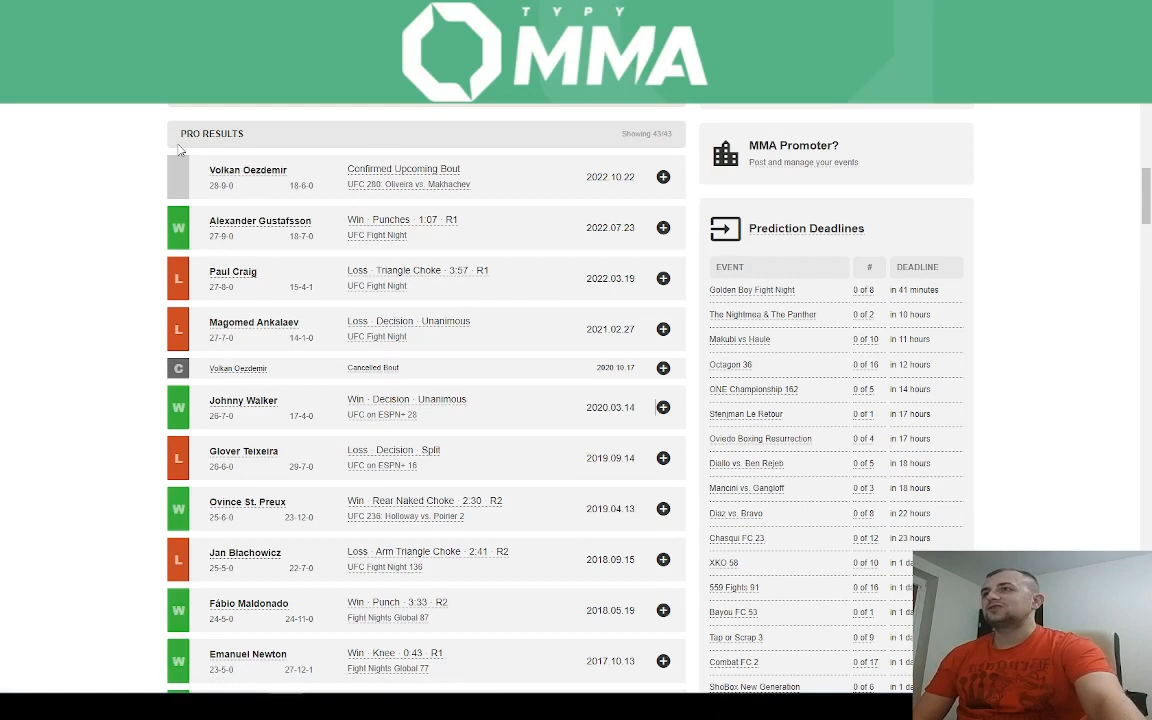 TYPY
MMA
PRO RESULTS
Showing 43/43
Volkan Oezdemir
28-9-0 18-6-0
Confirmed Upcoming Bout
UFC 280: Oliveira vs. Makhachev
2022.10.22
W
Alexander Gustafsson
27-9-0 18-7-0
Win · Punches · 1:07 · R1
UFC Fight Night
2022.07.23
L
Paul Craig
27-8-0 15-4-1
Loss · Triangle Choke · 3:57 · R1
UFC Fight Night
2022.03.19
L
Magomed Ankalaev
27-7-0 14-1-0
Loss · Decision · Unanimous
UFC Fight Night
2021.02.27
C
Volkan Oezdemir
Cancelled Bout
2020.10.17
W
Johnny Walker
26-7-0 17-4-0
Win · Decision · Unanimous
UFC on ESPN+ 28
2020.03.14
L
Glover Teixeira
26-6-0 29-7-0
Loss · Decision · Split
UFC on ESPN+ 16
2019.09.14
W
Ovince St. Preux
25-6-0 23-12-0
Win · Rear Naked Choke · 2:30 · R2
UFC 236: Holloway vs. Poirier 2
2019.04.13
L
Jan Błachowicz
25-5-0 22-7-0
Loss · Arm Triangle Choke · 2:41 · R2
UFC Fight Night 136
2018.09.15
W
Fábio Maldonado
24-5-0 24-11-0
Win · Punch · 3:33 · R2
Fight Nights Global 87
2018.05.19
W
Emanuel Newton
23-5-0 27-12-1
Win · Knee · 0:43 · R1
Fight Nights Global 77
2017.10.13
MMA Promoter?
Post and manage your events
Prediction Deadlines
EVENT # DEADLINE
Golden Boy Fight Night 0 of 8 in 41 minutes
The Nightmea & The Panther 0 of 2 in 10 hours
Makubi vs Haule 0 of 10 in 11 hours
Octagon 36 0 of 16 in 12 hours
ONE Championship 162 0 of 5 in 14 hours
Stenjman Le Retour 0 of 1 in 17 hours
Oviedo Boxing Resurrection 0 of 4 in 17 hours
Diallo vs. Ben Rejeb 0 of 5 in 18 hours
Mancini vs. Gangloff 0 of 3 in 18 hours
Diaz vs. Bravo 0 of 8 in 22 hours
Chasqui FC 23 0 of 12 in 23 hours
XKO 58 0 of 10 in 1 da
559 Fights 91 0 of 16 in 1 d
Bayou FC 53 0 of 1 in 1 d
Tap or Scrap 3 0 of 9 in 1 d
Combat FC 2 0 of 17 in 1 d
ShoBox New Generation 0 of 6 in 1 da